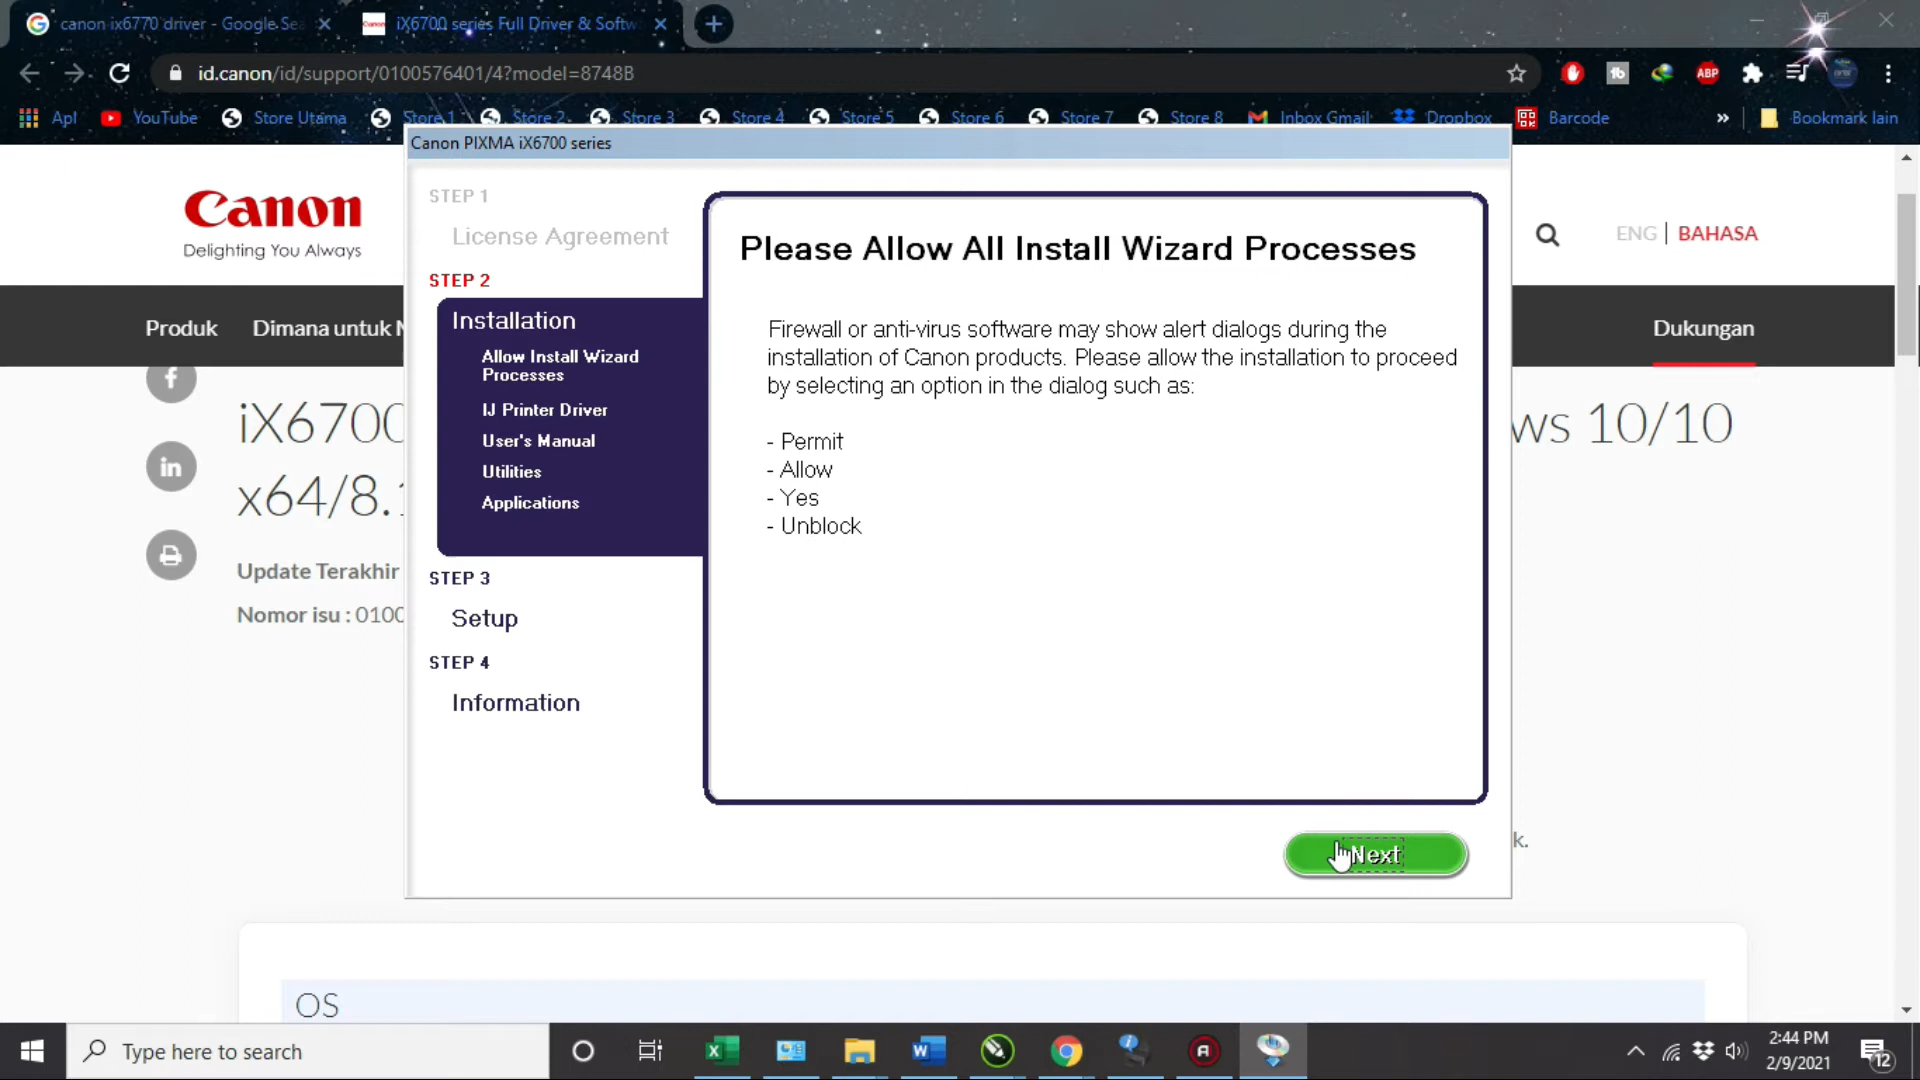 canon ix6770 driver - Google Se
iX6700 series Full Driver & Softw
id.canon/id/support/0100576401/4?model=8748B
ABP
Apl
YouTube
Store Utama
Store 1
Store 2
Store 3
Store 4
Store 5
Store 6
Store 7
Store 8
Inbox Gmail
Dropbox
Barcode
»
Bookmark lain
Canon PIXMA iX6700 series
Canon
Delighting You Always
ENG | BAHASA
Produk
Dimana untuk
Dukungan
iX6700
ws 10/10
x64/8.
Update Terakhir
Nomor isu : 0100
k.
OS
STEP 1
License Agreement
STEP 2
Installation
Allow Install Wizard
Processes
IJ Printer Driver
User's Manual
Utilities
Applications
STEP 3
Setup
STEP 4
Information
Please Allow All Install Wizard Processes
Firewall or anti-virus software may show alert dialogs during the
installation of Canon products. Please allow the installation to proceed
by selecting an option in the dialog such as:
- Permit
- Allow
- Yes
- Unblock
Next
Type here to search
2:44 PM
2/9/2021
12